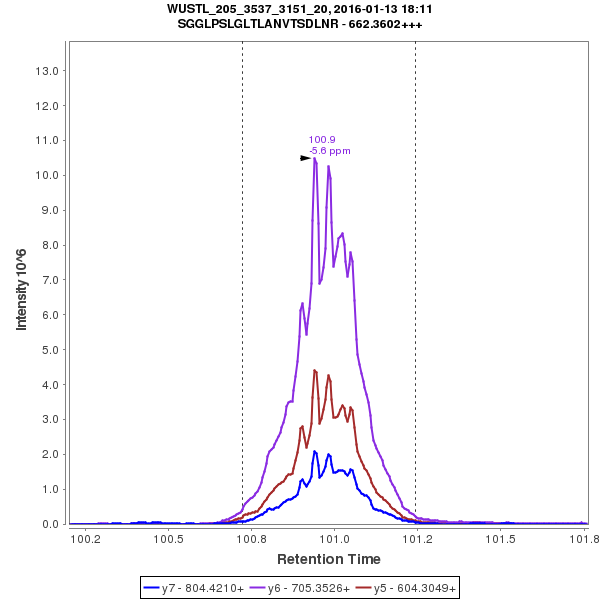 WUSTL_205_3537_3151_20, 2016-01-13 18:11
SGGLPSLGLTLANVTSDLNR - 662.3602+++
Intensity 10^6
13.0
12.0
11.0
10.0
9.0
8.0
7.0
6.0
5.0
4.0
3.0
2.0
1.0
0.0
100.9
-5.6 ppm
100.2
100.5
100.8
101.0
101.2
101.5
101.8
Retention Time
y7 - 804.4210+
y6 - 705.3526+
y5 - 604.3049+